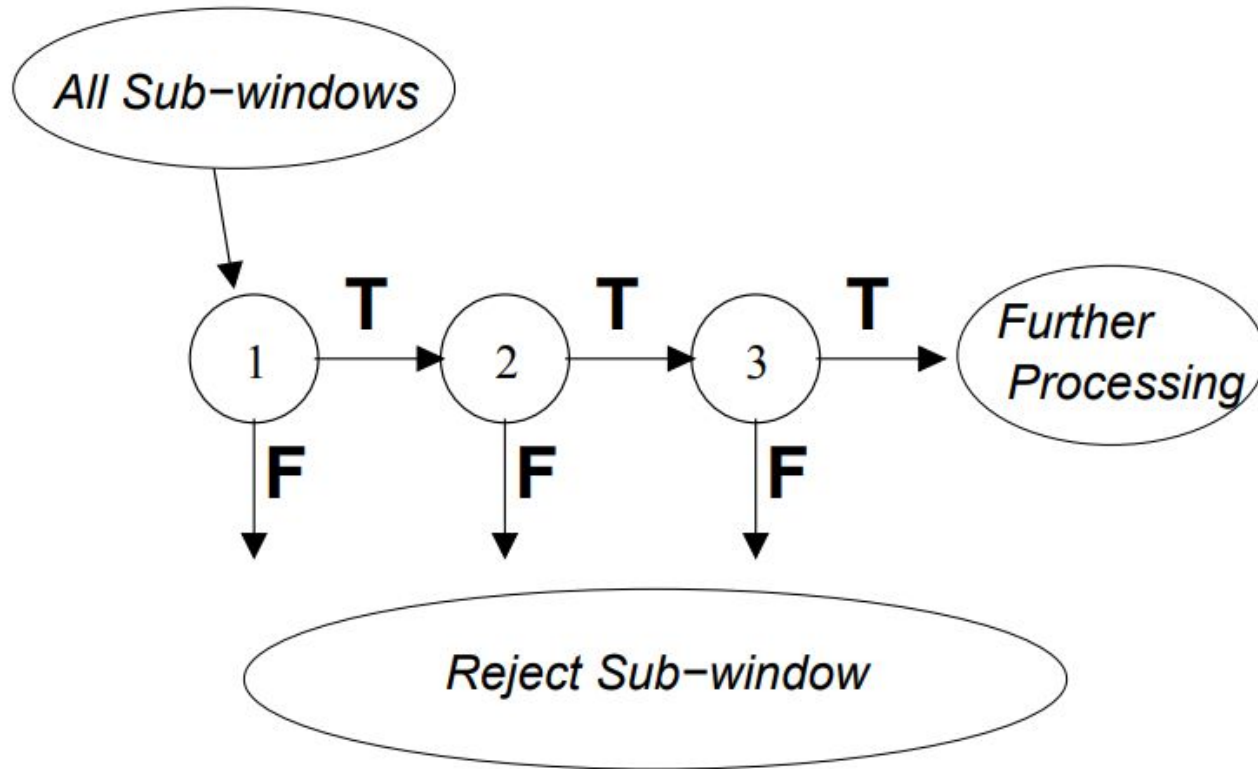 All Sub−windows
T T T
1 2 3
Further
Processing
F F F
Reject Sub−window